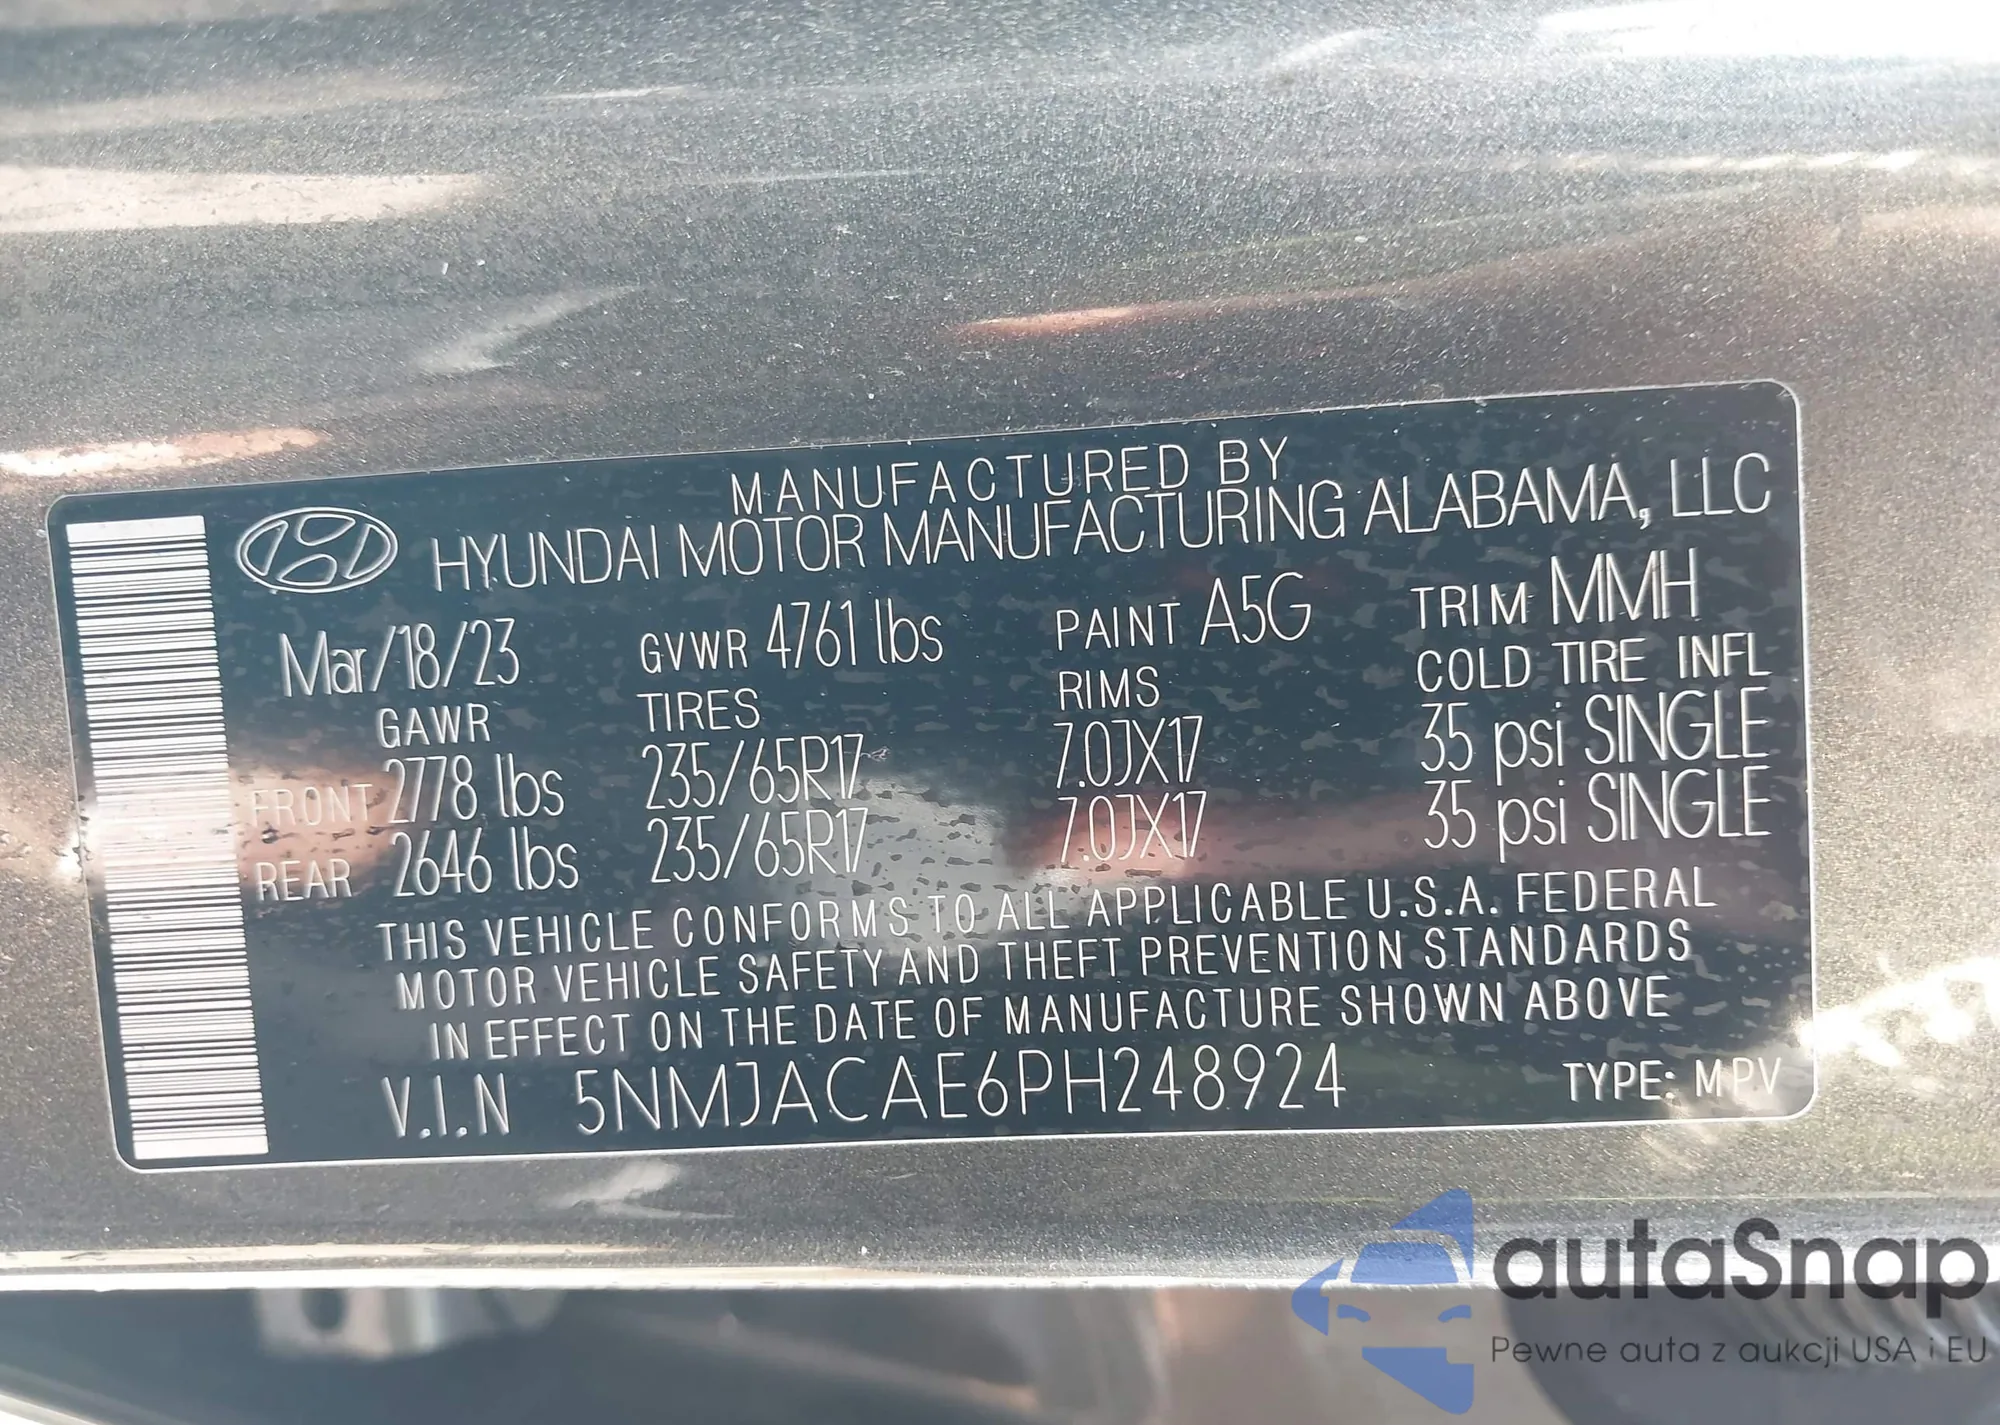 MANUFACTURED BY
HYUNDAI MOTOR MANUFACTURING ALABAMA, LLC
Mar/18/23 GVWR 4761 lbs PAINT A5G TRIM MMH
GAWR TIRES RIMS COLD TIRE INFL
FRONT 2778 lbs 235/65R17 7.0JX17 35 psi SINGLE
REAR 2646 lbs 235/65R17 7.0JX17 35 psi SINGLE
THIS VEHICLE CONFORMS TO ALL APPLICABLE U.S.A. FEDERAL
MOTOR VEHICLE SAFETY AND THEFT PREVENTION STANDARDS
IN EFFECT ON THE DATE OF MANUFACTURE SHOWN ABOVE
V.I.N 5NMJACAE6PH248924 TYPE: MPV
autaSnap
Pewne auta z aukcji USA i EU